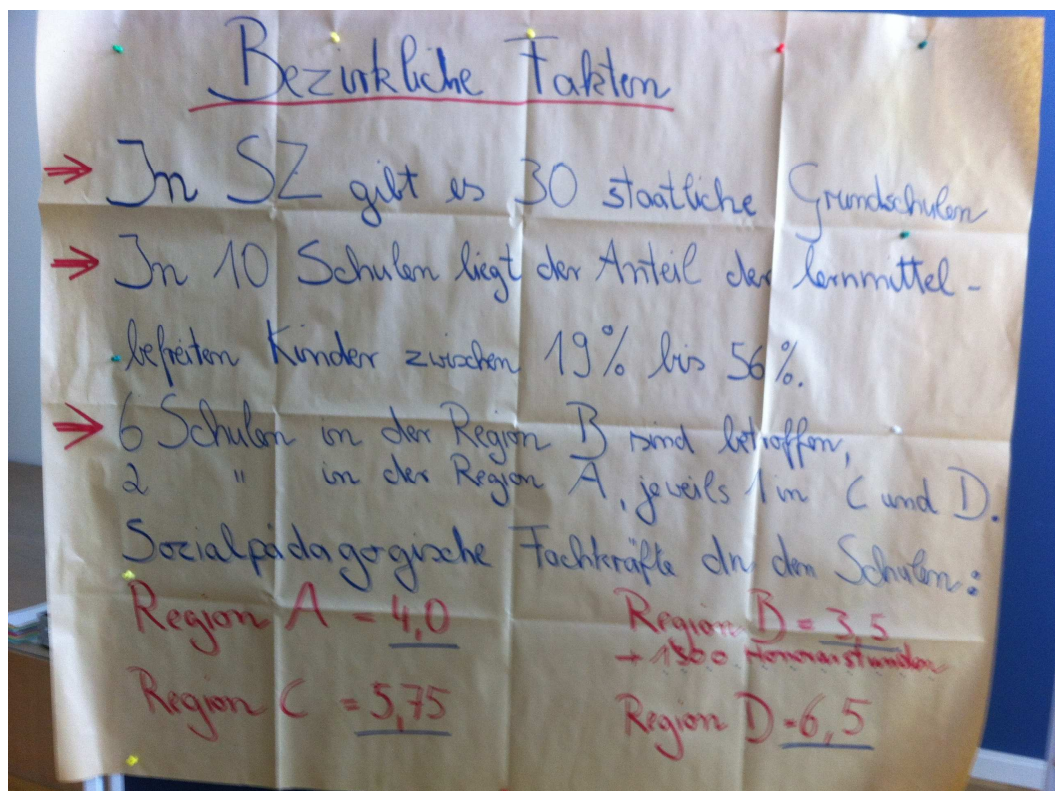 Bezirkliche Fakten
⇒ In SZ gibt es 30 staatliche Grundschulen
⇒ In 10 Schulen liegt der Anteil der lernmittel-
befreiten Kinder zwischen 19% bis 56%.
⇒ 6 Schulen in der Region B sind betroffen,
2 " in der Region A, jeweils 1 in C und D.
Sozialpädagogische Fachkräfte an den Schulen:
Region A = 4,0 Region B = 3,5
+ Honorarstunden
Region C = 5,75 Region D = 6,5